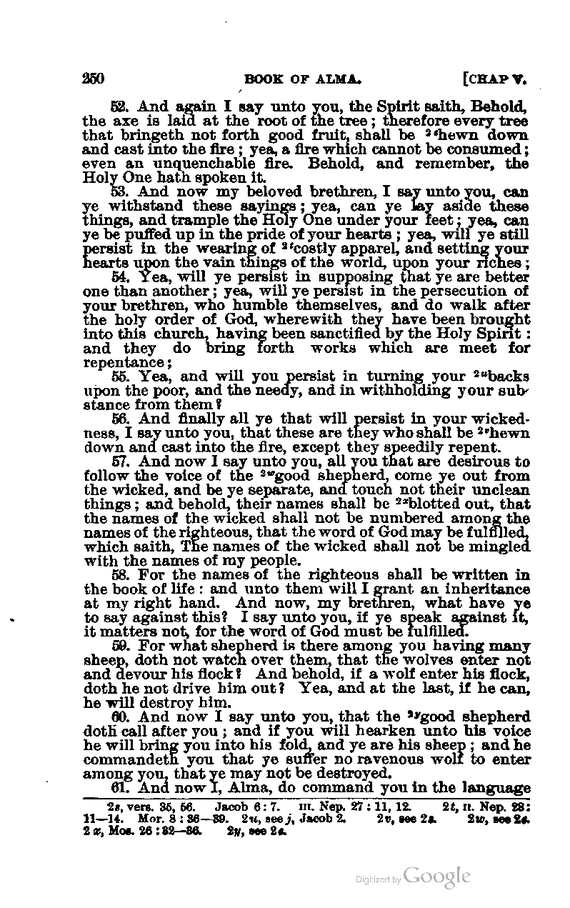 250 BOOK OF ALMA. [CHAP V.
52. And again I say unto you, the Spirit saith, Behold,
the axe is laid at the root of the tree; therefore every tree
that bringeth not forth good fruit, shall be 2shewn down
and cast into the fire; yea, a fire which cannot be consumed;
even an unquenchable fire. Behold, and remember, the
Holy One hath spoken it.
53. And now my beloved brethren, I say unto you, can
ye withstand these sayings; yea, can ye lay aside these
things, and trample the Holy One under your feet; yea, can
ye be puffed up in the pride of your hearts; yea, will ye still
persist in the wearing of 2tcostly apparel, and setting your
hearts upon the vain things of the world, upon your riches;
54. Yea, will ye persist in supposing that ye are better
one than another; yea, will ye persist in the persecution of
your brethren, who humble themselves, and do walk after
the holy order of God, wherewith they have been brought
into this church, having been sanctified by the Holy Spirit:
and they do bring forth works which are meet for
repentance;
55. Yea, and will you persist in turning your 2ubacks
upon the poor, and the needy, and in withholding your sub-
stance from them?
56. And finally all ye that will persist in your wicked-
ness, I say unto you, that these are they who shall be 2vhewn
down and cast into the fire, except they speedily repent.
57. And now I say unto you, all you that are desirous to
follow the voice of the 2wgood shepherd, come ye out from
the wicked, and be ye separate, and touch not their unclean
things; and behold, their names shall be 2xblotted out, that
the names of the wicked shall not be numbered among the
names of the righteous, that the word of God may be fulfilled,
which saith, The names of the wicked shall not be mingled
with the names of my people.
58. For the names of the righteous shall be written in
the book of life: and unto them will I grant an inheritance
at my right hand. And now, my brethren, what have ye
to say against this? I say unto you, if ye speak against it,
it matters not, for the word of God must be fulfilled.
59. For what shepherd is there among you having many
sheep, doth not watch over them, that the wolves enter not
and devour his flock? And behold, if a wolf enter his flock,
doth he not drive him out? Yea, and at the last, if he can,
he will destroy him.
60. And now I say unto you, that the 2ygood shepherd
doth call after you; and if you will hearken unto his voice
he will bring you into his fold, and ye are his sheep; and he
commandeth you that ye suffer no ravenous wolf to enter
among you, that ye may not be destroyed.
61. And now I, Alma, do command you in the language
2s, vers. 35, 56. Jacob 6: 7. III. Nep. 27: 11, 12. 2t, II. Nep. 28:
11—14. Mor. 8: 36—39. 2u, see j, Jacob 2. 2v, see 2s. 2w, see 2e.
2x, Mos. 26: 32—36. 2y, see 2e.
Digitized by Google